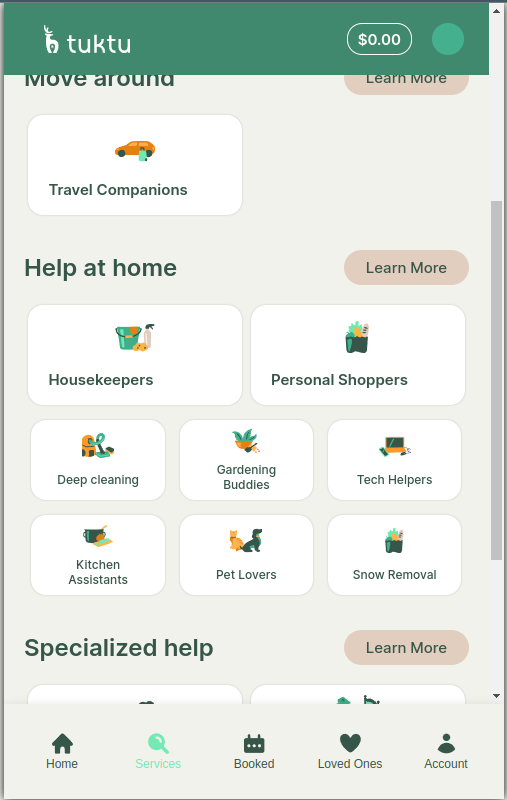 tuktu
$0.00
Move around
Learn More
Travel Companions
Help at home
Learn More
Housekeepers
Personal Shoppers
Deep cleaning
Gardening
Buddies
Tech Helpers
Kitchen
Assistants
Pet Lovers
Snow Removal
Specialized help
Learn More
Home
Services
Booked
Loved Ones
Account